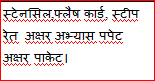 स्टेनसिल,फ्लैष कार्ड, स्टीप
रेत  अक्षर अभ्यास पपेट
अक्षर पाकेट।